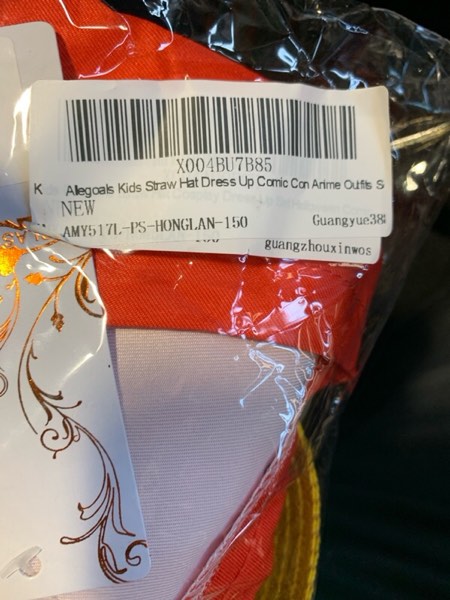 X004BU7B85
Allegoals Kids Straw Hat Dress Up Comic Con Anime Outfits S
NEW
AMY517L-PS-HONGLAN-150 Guangyue38
guangzhouxinwos